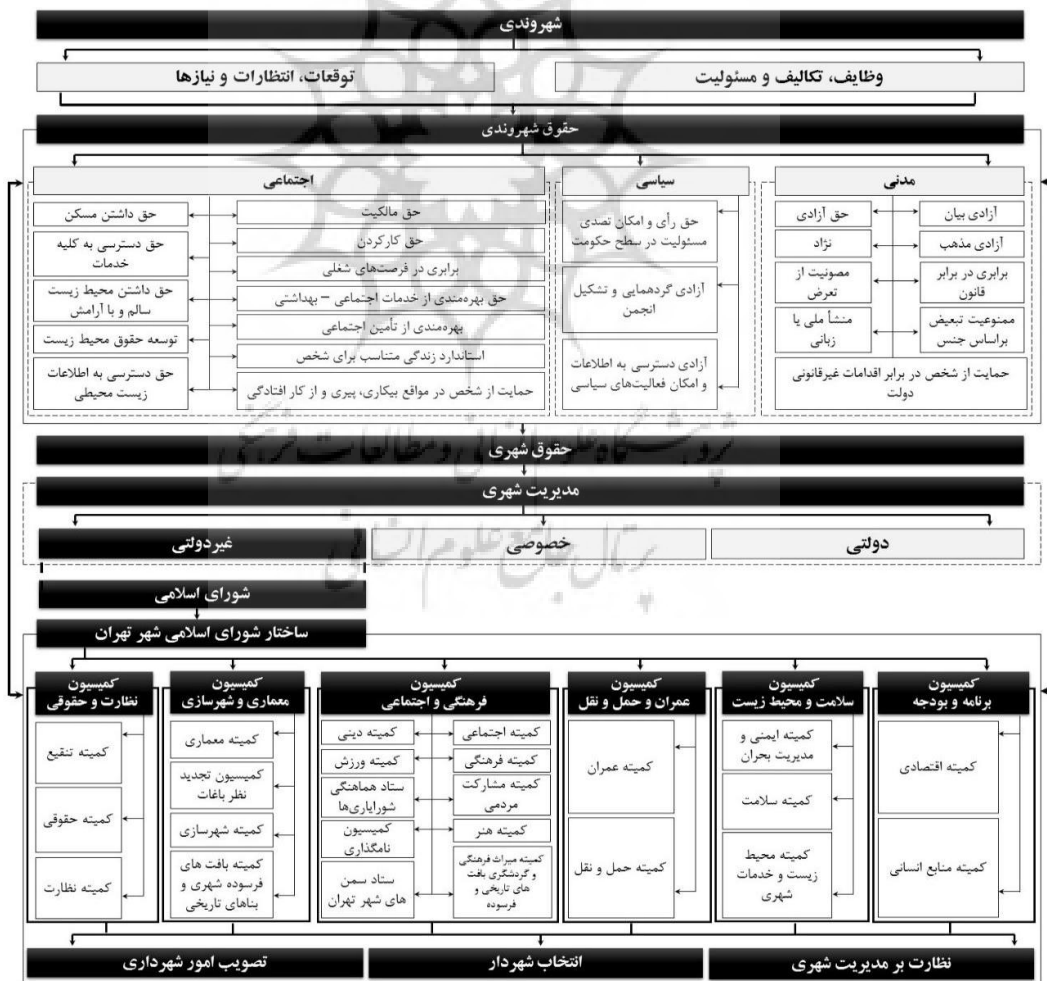 شهروندی
وظایف، تکالیف و مسئولیت
توقعات، انتظارات و نیازها
حقوق شهروندی
مدنی
آزادی بیان
حق آزادی
آزادی مذهب
نژاد
برابری در برابر
قانون
مصونیت از
تعرض
ممنوعیت تبعیض
براساس جنس
منشأ ملی یا
زبانی
حمایت از شخص در برابر اقدامات غیرقانونی
دولت
سیاسی
حق رأی و امکان تصدی
مسئولیت در سطح حکومت
آزادی گردهمایی و تشکیل
انجمن
آزادی دسترسی به اطلاعات
و امکان فعالیت‌های سیاسی
اجتماعی
حق مالکیت
حق کارکردن
برابری در فرصت‌های شغلی
حق بهره‌مندی از خدمات اجتماعی – بهداشتی
بهره‌مندی از تأمین اجتماعی
استاندارد زندگی متناسب برای شخص
حمایت از شخص در مواقع بیکاری، پیری و از کار افتادگی
حق داشتن مسکن
حق دسترسی به کلیه
خدمات
حق داشتن محیط زیست
سالم و با آرامش
توسعه حقوق محیط زیست
حق دسترسی به اطلاعات
زیست محیطی
حقوق شهری
پژوهشگاه علوم انسانی و مطالعات فرهنگی
مدیریت شهری
دولتی
خصوصی
غیردولتی
پرتال جامع علوم انسانی
شورای اسلامی
ساختار شورای اسلامی شهر تهران
کمیسیون
برنامه و بودجه
کمیته اقتصادی
کمیته منابع انسانی
کمیسیون
سلامت و محیط زیست
کمیته ایمنی و
مدیریت بحران
کمیته سلامت
کمیته محیط
زیست و خدمات
شهری
کمیسیون
عمران و حمل و نقل
کمیته عمران
کمیته حمل و نقل
کمیسیون
فرهنگی و اجتماعی
کمیته اجتماعی
کمیته فرهنگی
کمیته مشارکت
مردمی
کمیته هنر
کمیته میراث فرهنگی
و گردشگری بافت
های تاریخی و
فرسوده
کمیته دینی
کمیته ورزش
ستاد هماهنگی
شورایاری‌ها
کمیسیون
نامگذاری
ستاد سمن
های شهر تهران
کمیسیون
معماری و شهرسازی
کمیته معماری
کمیسیون تجدید
نظر باغات
کمیته شهرسازی
کمیته بافت های
فرسوده شهری و
بناهای تاریخی
کمیسیون
نظارت و حقوقی
کمیته تنقیع
کمیته حقوقی
کمیته نظارت
نظارت بر مدیریت شهری
انتخاب شهردار
تصویب امور شهرداری